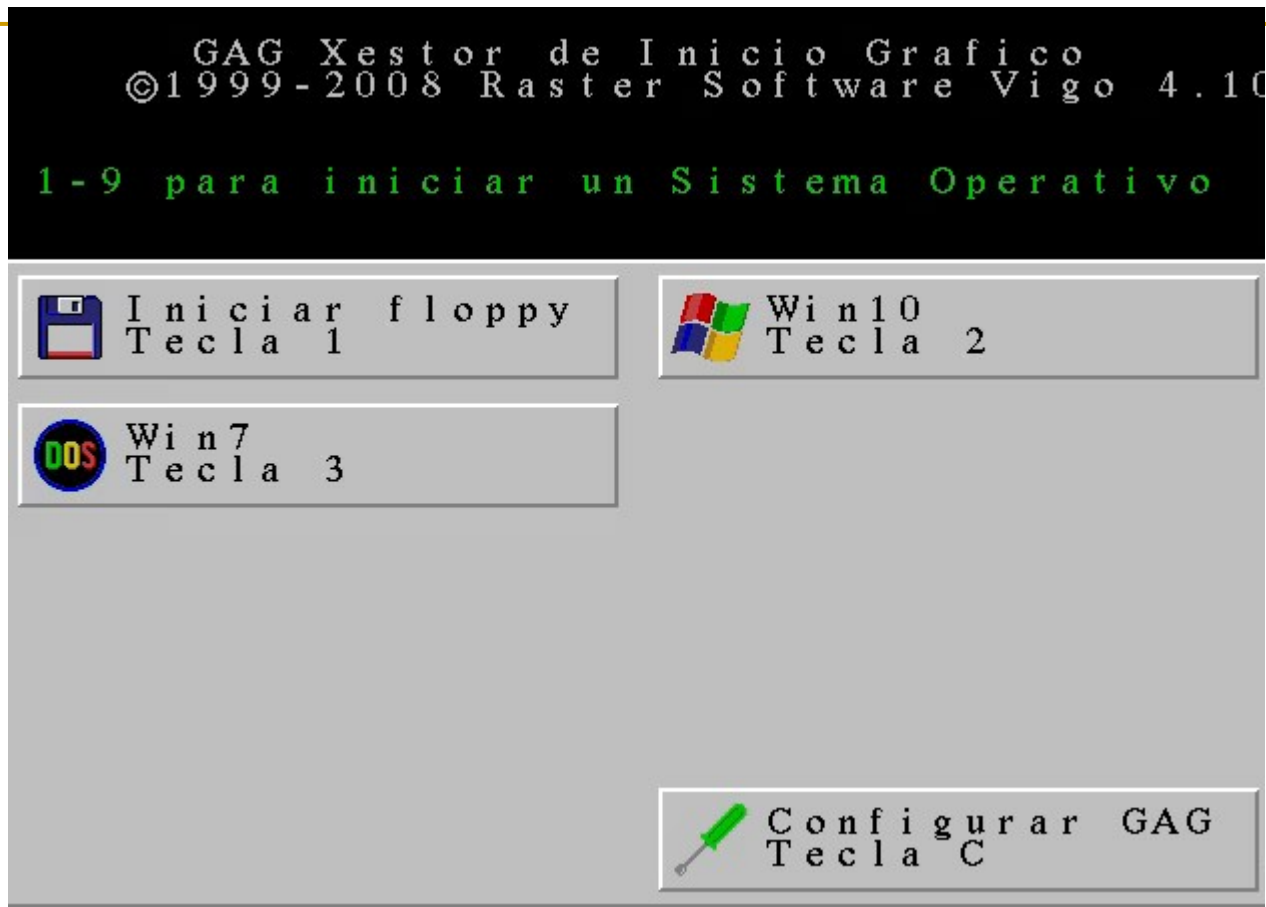 GAG Xestor de Inicio Grafico
©1999-2008 Raster Software Vigo 4.10
1-9 para iniciar un Sistema Operativo
Iniciar floppy
Tecla 1
Win10
Tecla 2
DOS
Win7
Tecla 3
Configurar GAG
Tecla C